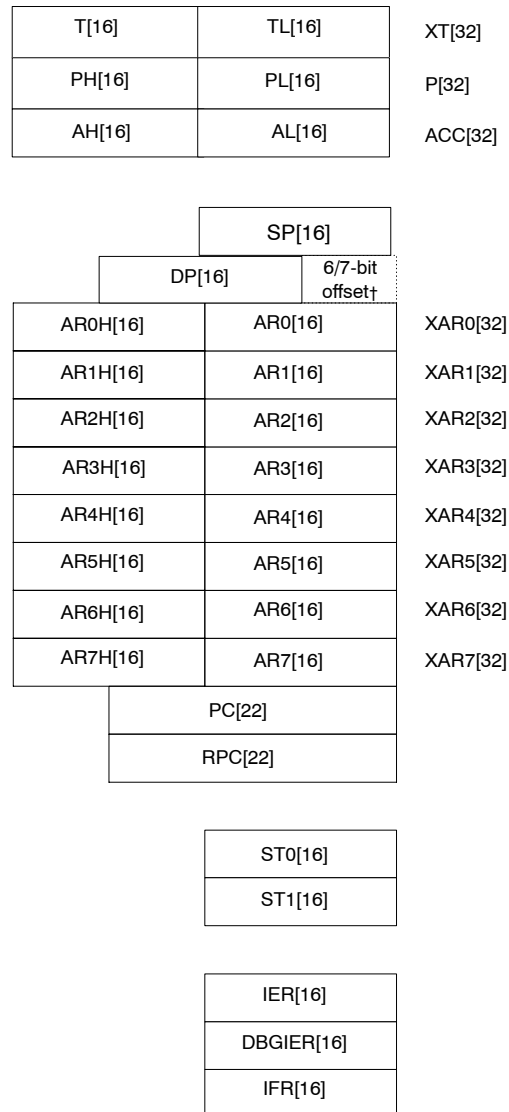 T[16] TL[16] XT[32]
PH[16] PL[16] P[32]
AH[16] AL[16] ACC[32]
SP[16]
DP[16] 6/7-bit
offset†
AR0H[16] AR0[16] XAR0[32]
AR1H[16] AR1[16] XAR1[32]
AR2H[16] AR2[16] XAR2[32]
AR3H[16] AR3[16] XAR3[32]
AR4H[16] AR4[16] XAR4[32]
AR5H[16] AR5[16] XAR5[32]
AR6H[16] AR6[16] XAR6[32]
AR7H[16] AR7[16] XAR7[32]
PC[22]
RPC[22]
ST0[16]
ST1[16]
IER[16]
DBGIER[16]
IFR[16]